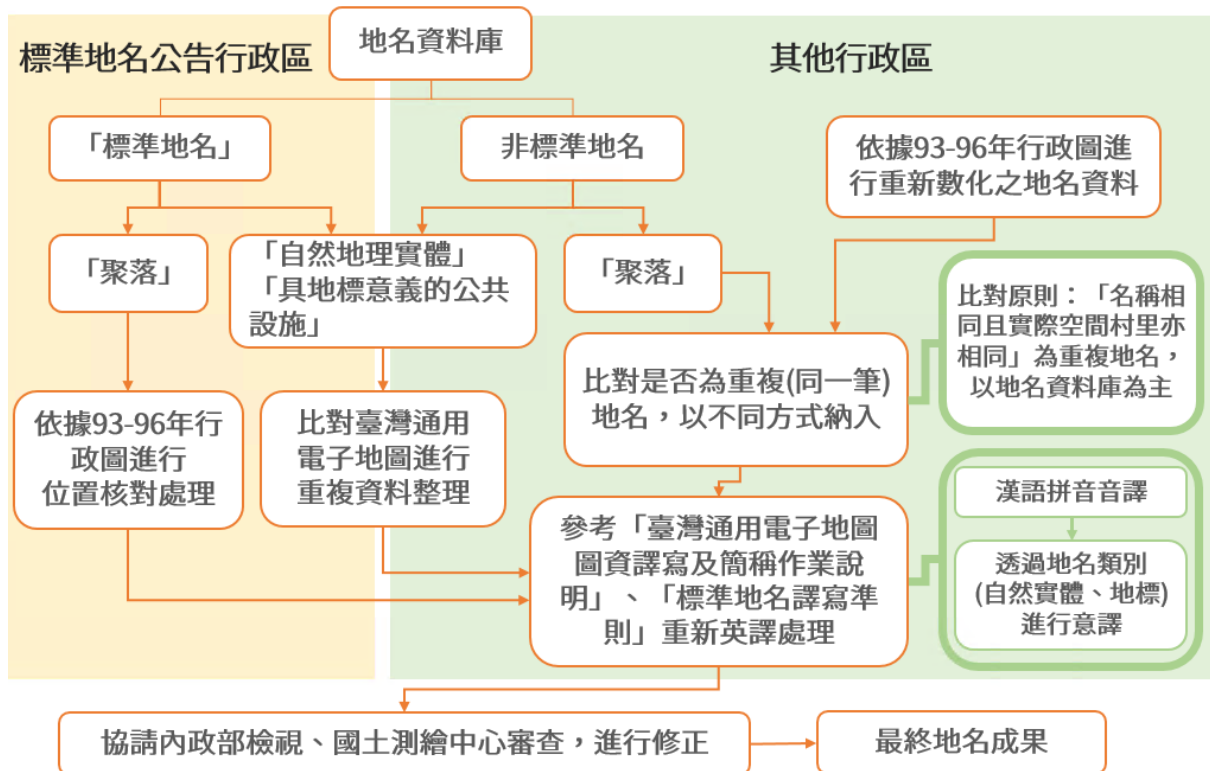 標準地名公告行政區
地名資料庫
其他行政區
「標準地名」
非標準地名
依據93-96年行政圖進
行重新數化之地名資料
「聚落」
「自然地理實體」
「具地標意義的公共
設施」
「聚落」
比對原則：「名稱相
同且實際空間村里亦
相同」為重複地名，
以地名資料庫為主
依據93-96年行
政圖進行
位置核對處理
比對臺灣通用
電子地圖進行
重複資料整理
比對是否為重複(同一筆)
地名，以不同方式納入
參考「臺灣通用電子地圖
圖資譯寫及簡稱作業說
明」、「標準地名譯寫準
則」重新英譯處理
漢語拼音音譯
透過地名類別
(自然實體、地標)
進行意譯
協請內政部檢視、國土測繪中心審查，進行修正
最終地名成果